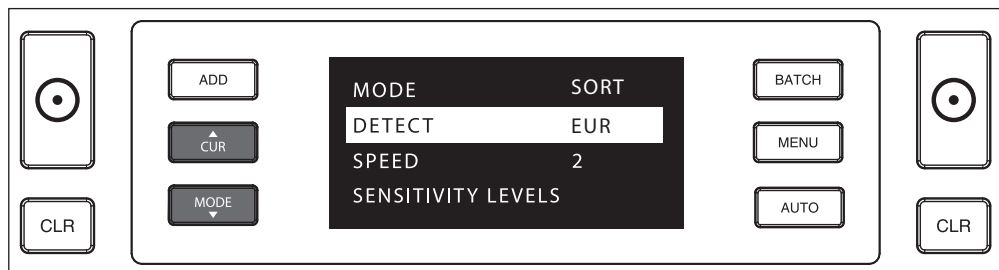 ADD
CUR
MODE
CLR
MODE SORT
DETECT EUR
SPEED 2
SENSITIVITY LEVELS
BATCH
MENU
AUTO
CLR